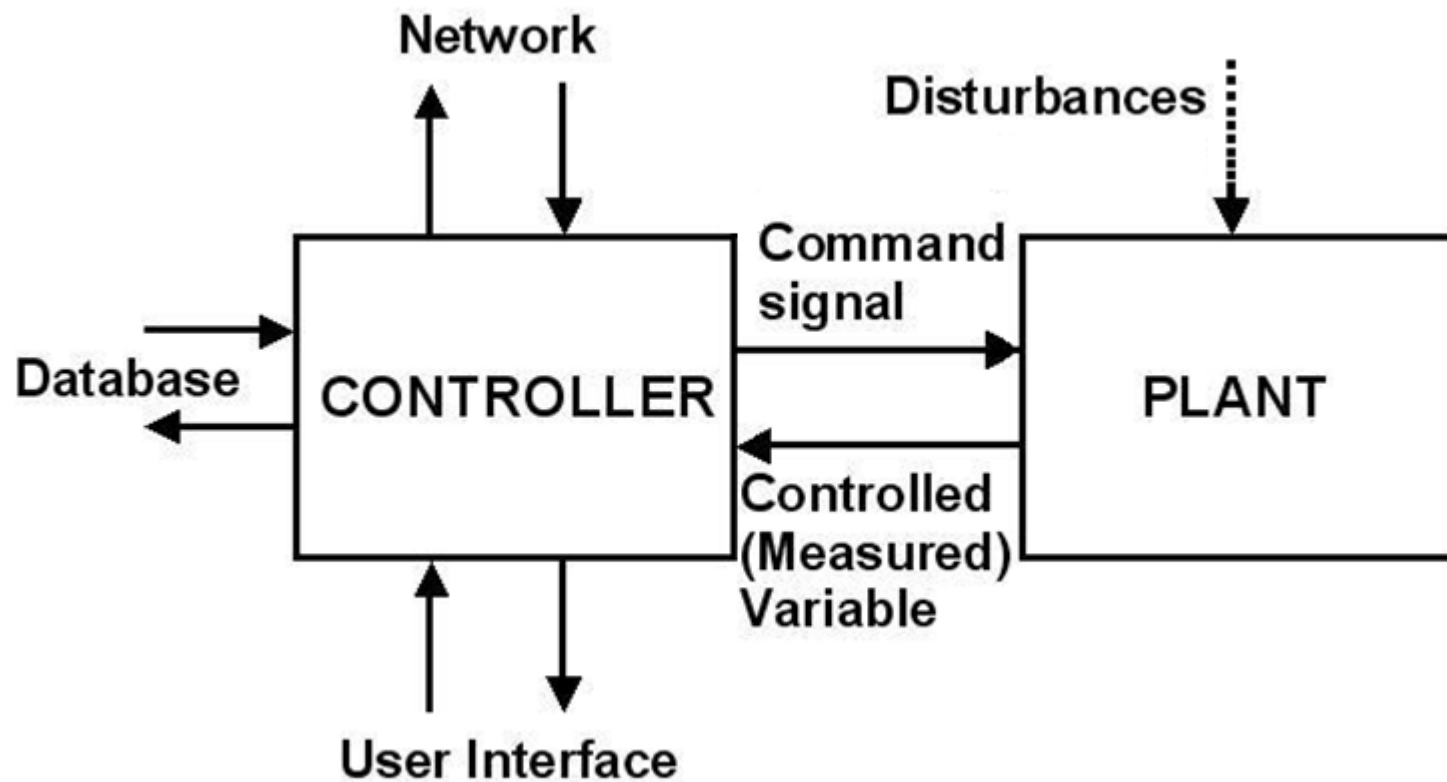 Network
Disturbances
Command
signal
Database
CONTROLLER
PLANT
Controlled
(Measured)
Variable
User Interface